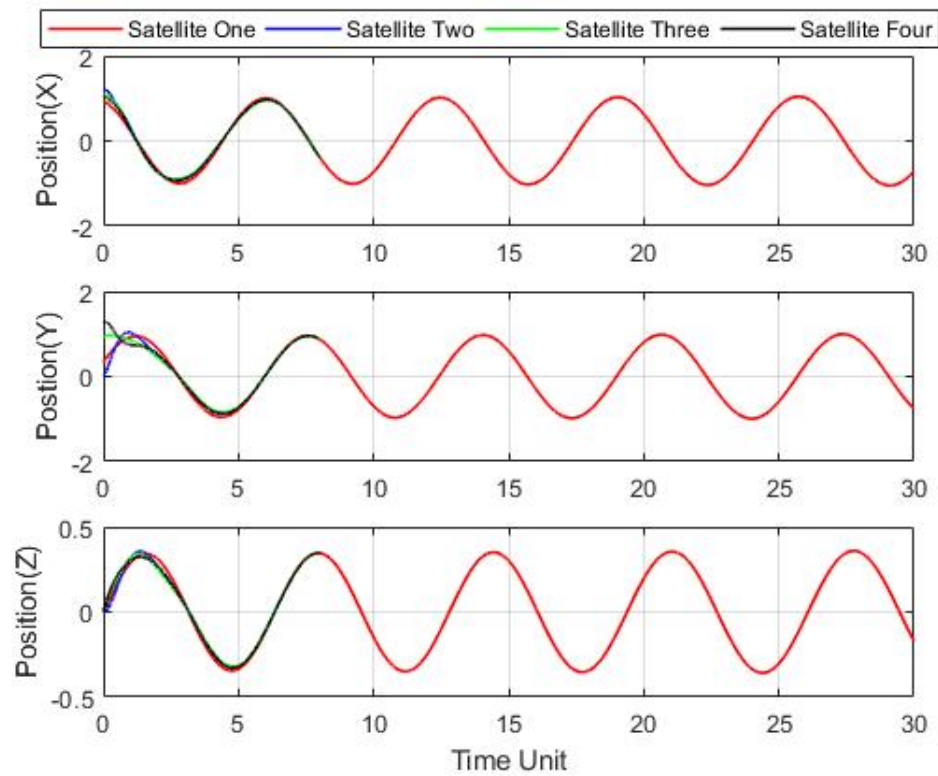 Satellite One Satellite Two Satellite Three Satellite Four
2
0
-2
Position(X)
0 5 10 15 20 25 30
2
0
-2
Postion(Y)
0 5 10 15 20 25 30
0.5
0
-0.5
Position(Z)
0 5 10 15 20 25 30
Time Unit